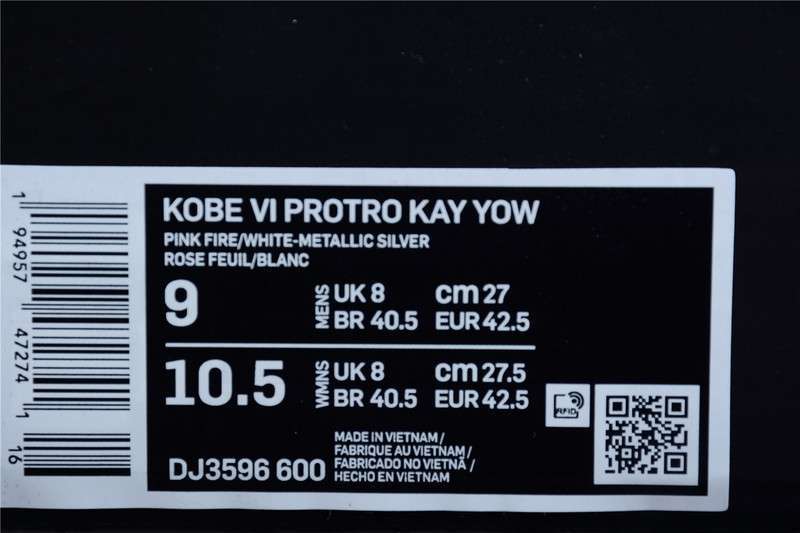 KOBE VI PROTRO KAY YOW
PINK FIRE/WHITE-METALLIC SILVER
ROSE FEUIL/BLANC
9 MENS UK 8 cm 27
BR 40.5 EUR 42.5
10.5 WMNS UK 8 cm 27.5
BR 40.5 EUR 42.5
RFID
DJ3596 600
MADE IN VIETNAM /
FABRIQUE AU VIETNAM /
FABRICADO NO VIETNÃ /
HECHO EN VIETNAM
1 94957 47274 1 16